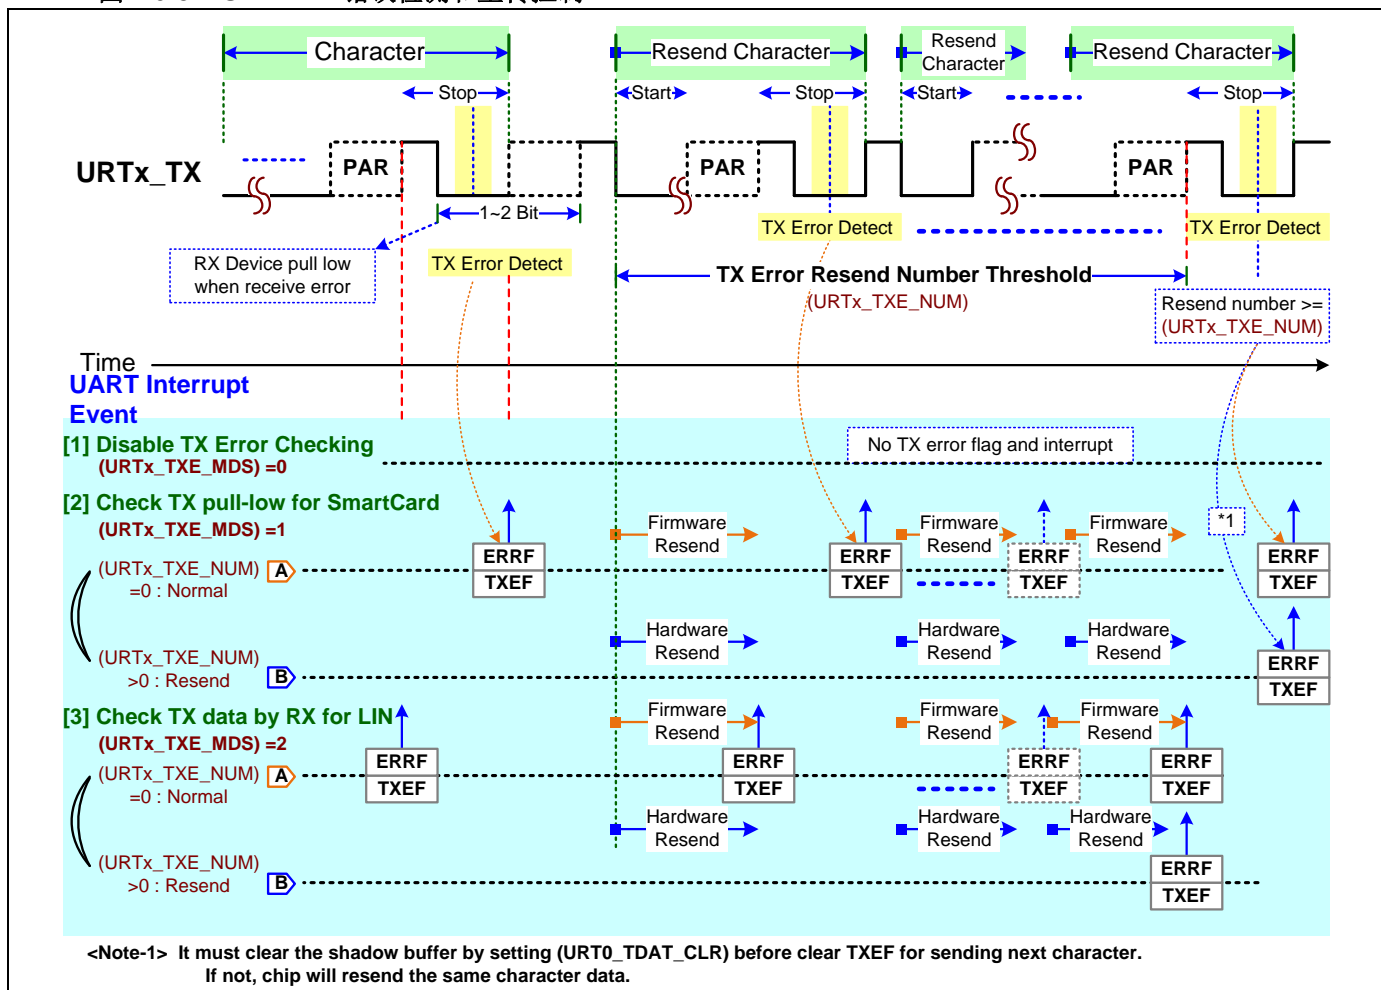 Character
Resend Character
Resend
Character
Resend Character
Stop
Start
Stop
Start
Stop
URTx_TX
PAR
PAR
PAR
1~2 Bit
RX Device pull low
when receive error
TX Error Detect
TX Error Detect
TX Error Detect
TX Error Resend Number Threshold
(URTx_TXE_NUM)
Resend number >=
(URTx_TXE_NUM)
Time
UART Interrupt
Event
[1] Disable TX Error Checking
(URTx_TXE_MDS) =0
No TX error flag and interrupt
[2] Check TX pull-low for SmartCard
(URTx_TXE_MDS) =1
Firmware
Resend
Firmware
Resend
Firmware
Resend
*1
(URTx_TXE_NUM)
=0 : Normal
A
ERRF
TXEF
ERRF
TXEF
ERRF
TXEF
ERRF
TXEF
Hardware
Resend
Hardware
Resend
Hardware
Resend
(URTx_TXE_NUM)
>0 : Resend
B
ERRF
TXEF
[3] Check TX data by RX for LIN
(URTx_TXE_MDS) =2
Firmware
Resend
Firmware
Resend
Firmware
Resend
(URTx_TXE_NUM)
=0 : Normal
A
ERRF
TXEF
ERRF
TXEF
ERRF
TXEF
ERRF
TXEF
Hardware
Resend
Hardware
Resend
Hardware
Resend
(URTx_TXE_NUM)
>0 : Resend
B
ERRF
TXEF
<Note-1> It must clear the shadow buffer by setting (URT0_TDAT_CLR) before clear TXEF for sending next character.
If not, chip will resend the same character data.